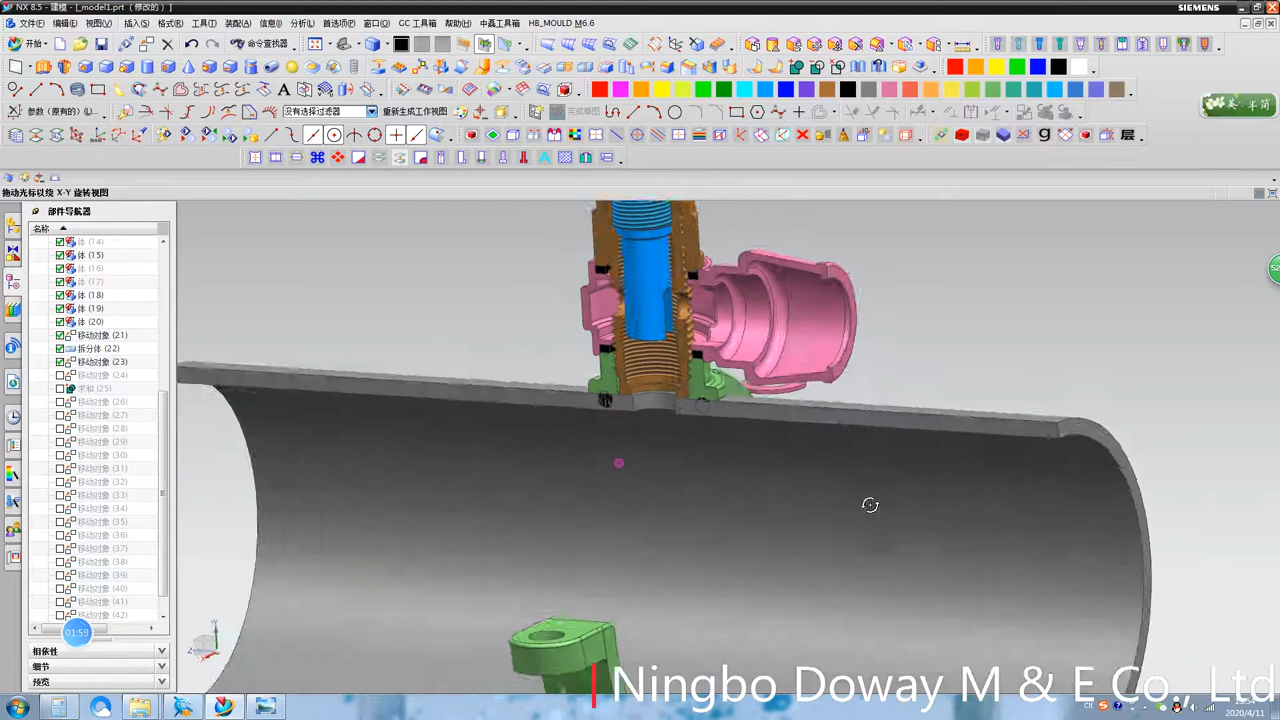 NX 8.5 - 建模 - [_model1.prt （修改的）]
SIEMENS
文件(F) 编辑(E) 视图(V) 插入(S) 格式(R) 工具(T) 装配(A) 信息(I) 分析(L) 首选项(P) 窗口(O) GC 工具箱 帮助(H) 中磊工具箱 HB_MOULD M6.6
开始 命令查找器
参数（原有的） 没有选择过滤器 重新生成工作视图 完成草图
层
拖动光标以绕 X-Y 旋转视图
部件导航器
名称
体 (14)
体 (15)
体 (16)
体 (17)
体 (18)
体 (19)
体 (20)
移动对象 (21)
拆分体 (22)
移动对象 (23)
移动对象 (24)
求和 (25)
移动对象 (26)
移动对象 (27)
移动对象 (28)
移动对象 (29)
移动对象 (30)
移动对象 (31)
移动对象 (32)
移动对象 (33)
移动对象 (34)
移动对象 (35)
移动对象 (36)
移动对象 (37)
移动对象 (38)
移动对象 (39)
移动对象 (40)
移动对象 (41)
移动对象 (42)
01:59
相依性
细节
预览
Ningbo Doway M & E Co., Ltd
CH
2020/4/11